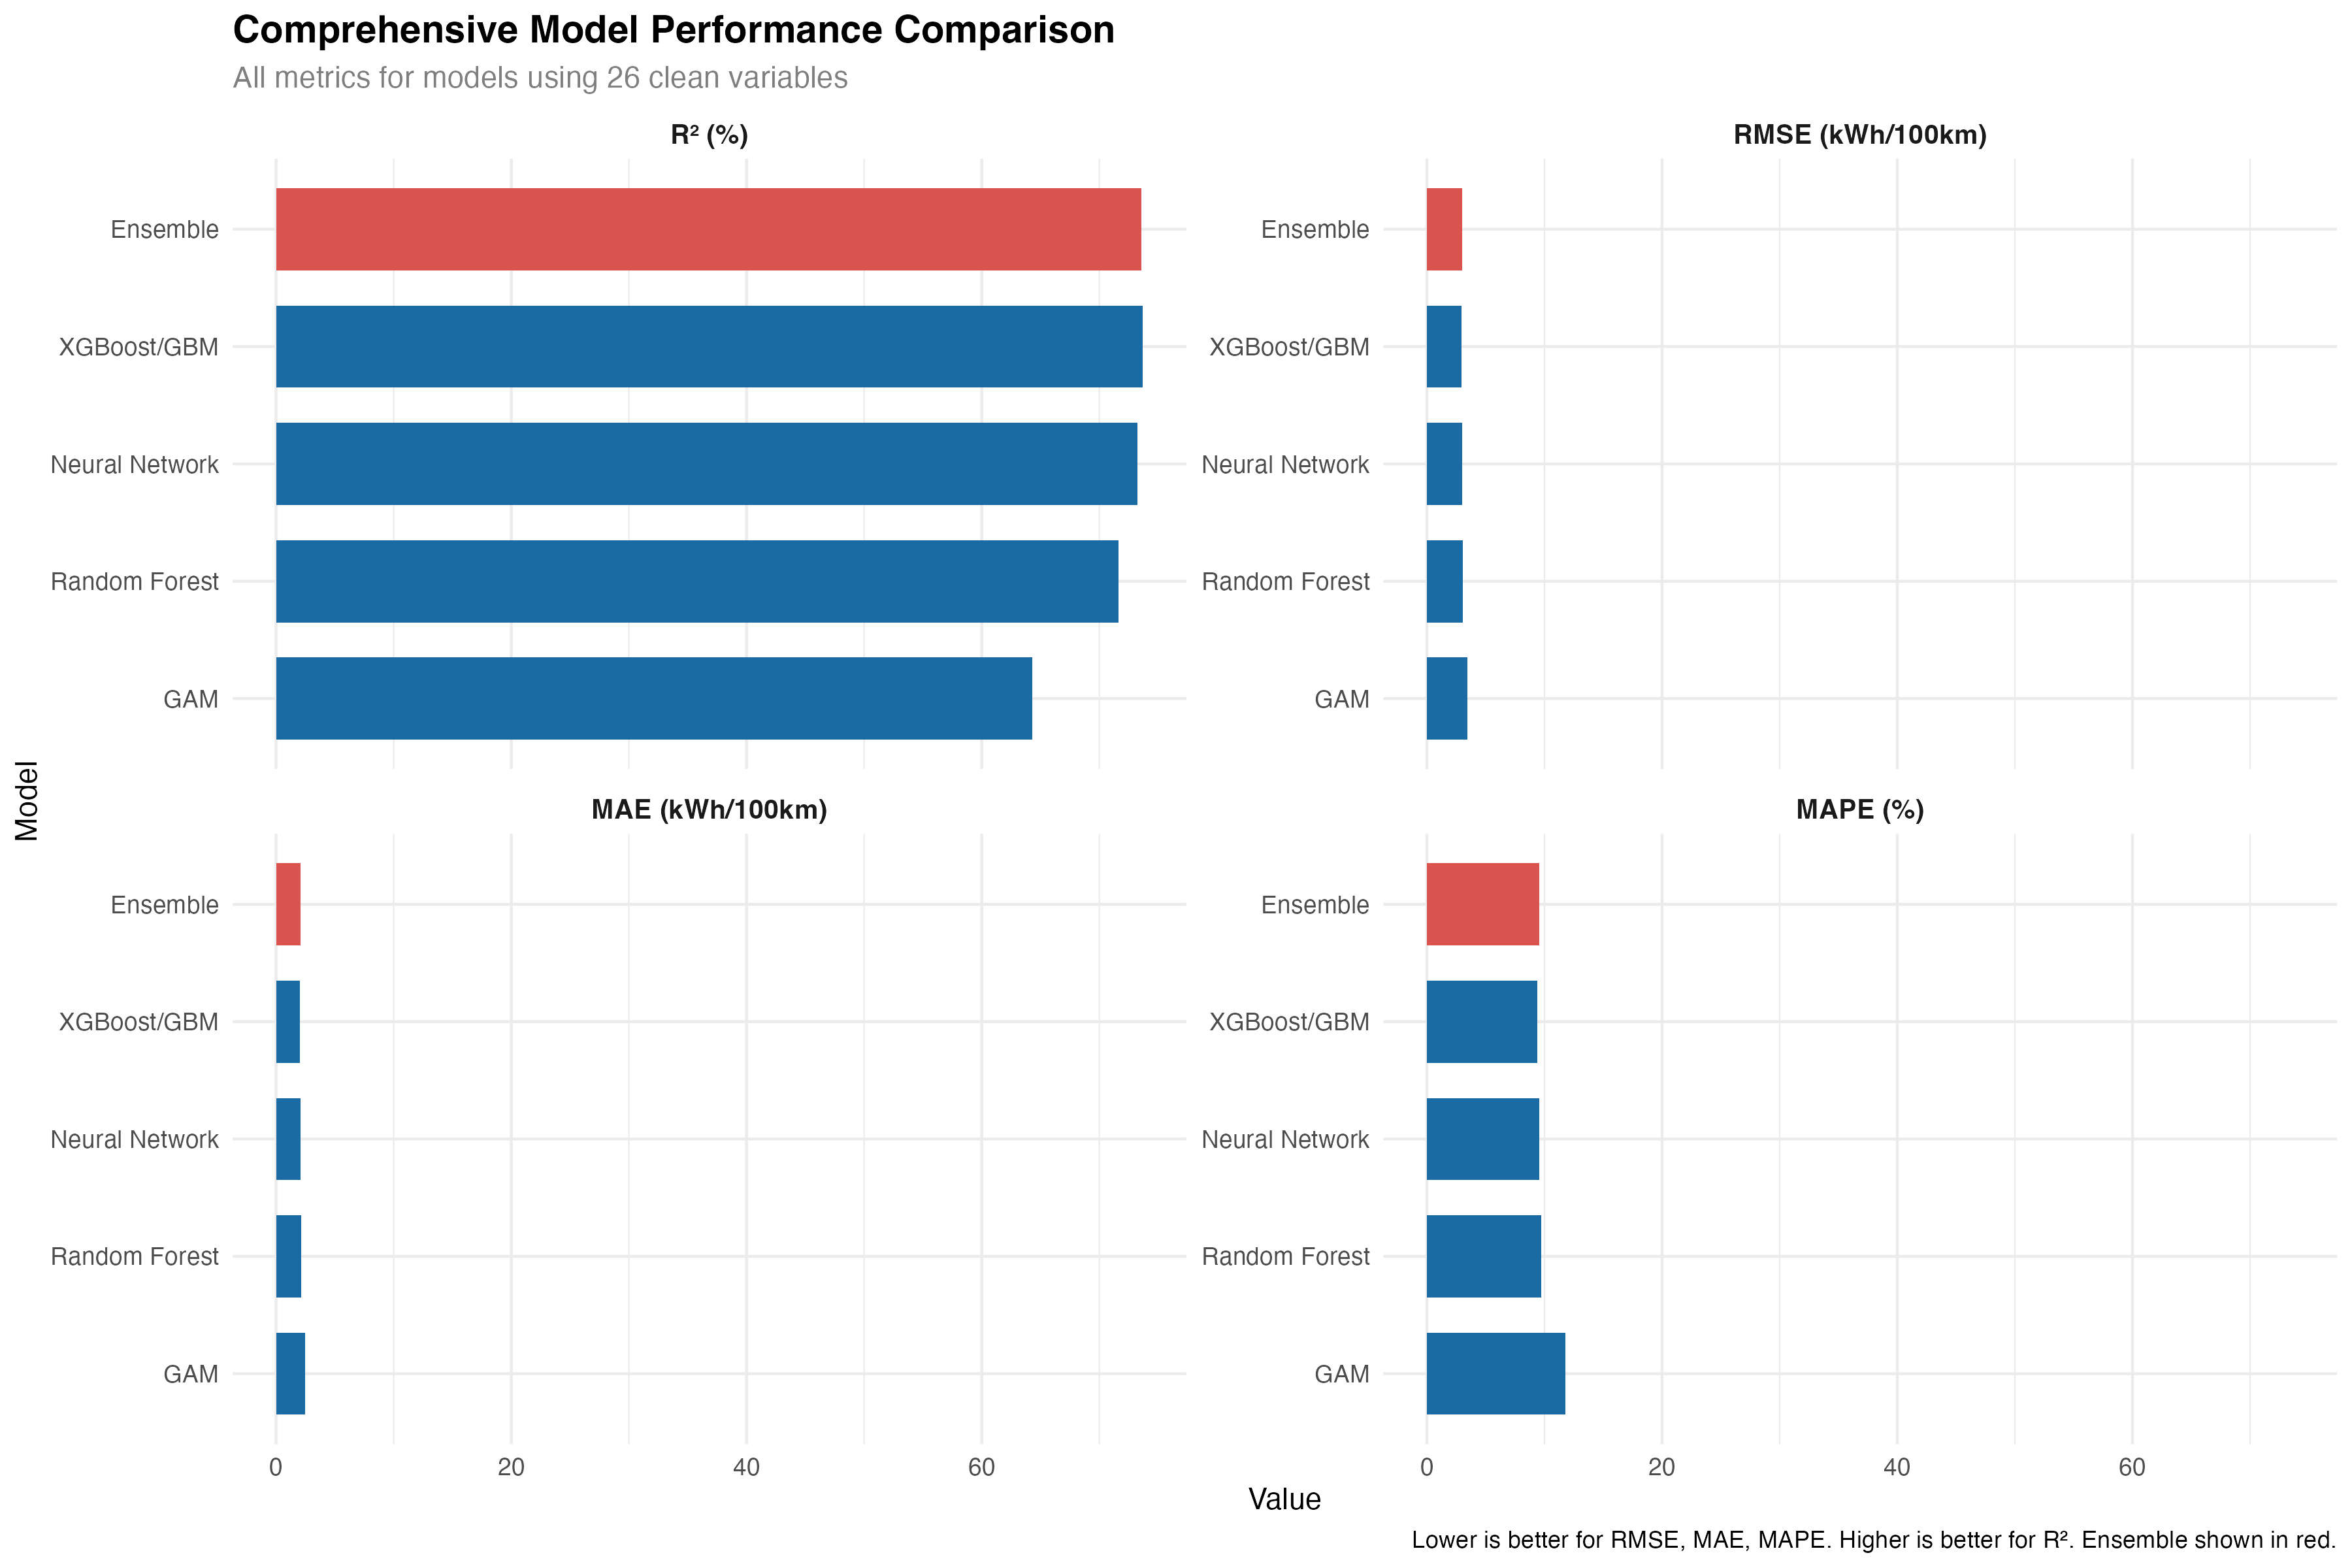 Comprehensive Model Performance Comparison
All metrics for models using 26 clean variables
R² (%)
Ensemble
XGBoost/GBM
Neural Network
Random Forest
GAM
RMSE (kWh/100km)
Ensemble
XGBoost/GBM
Neural Network
Random Forest
GAM
Model
MAE (kWh/100km)
Ensemble
XGBoost/GBM
Neural Network
Random Forest
GAM
0 20 40 60
MAPE (%)
Ensemble
XGBoost/GBM
Neural Network
Random Forest
GAM
0 20 40 60
Value
Lower is better for RMSE, MAE, MAPE. Higher is better for R². Ensemble shown in red.